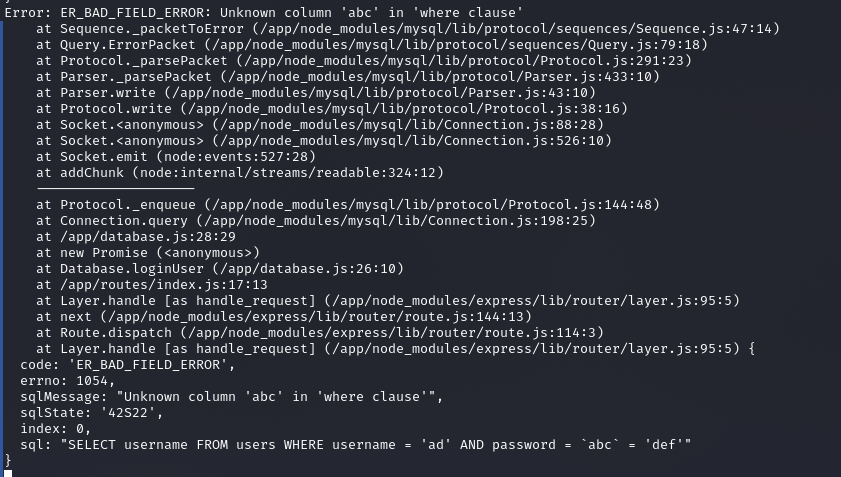 }
Error: ER_BAD_FIELD_ERROR: Unknown column 'abc' in 'where clause'
    at Sequence._packetToError (/app/node_modules/mysql/lib/protocol/sequences/Sequence.js:47:14)
    at Query.ErrorPacket (/app/node_modules/mysql/lib/protocol/sequences/Query.js:79:18)
    at Protocol._parsePacket (/app/node_modules/mysql/lib/protocol/Protocol.js:291:23)
    at Parser._parsePacket (/app/node_modules/mysql/lib/protocol/Parser.js:433:10)
    at Parser.write (/app/node_modules/mysql/lib/protocol/Parser.js:43:10)
    at Protocol.write (/app/node_modules/mysql/lib/protocol/Protocol.js:38:16)
    at Socket.<anonymous> (/app/node_modules/mysql/lib/Connection.js:88:28)
    at Socket.<anonymous> (/app/node_modules/mysql/lib/Connection.js:526:10)
    at Socket.emit (node:events:527:28)
    at addChunk (node:internal/streams/readable:324:12)
    --------------------
    at Protocol._enqueue (/app/node_modules/mysql/lib/protocol/Protocol.js:144:48)
    at Connection.query (/app/node_modules/mysql/lib/Connection.js:198:25)
    at /app/database.js:28:29
    at new Promise (<anonymous>)
    at Database.loginUser (/app/database.js:26:10)
    at /app/routes/index.js:17:13
    at Layer.handle [as handle_request] (/app/node_modules/express/lib/router/layer.js:95:5)
    at next (/app/node_modules/express/lib/router/route.js:144:13)
    at Route.dispatch (/app/node_modules/express/lib/router/route.js:114:3)
    at Layer.handle [as handle_request] (/app/node_modules/express/lib/router/layer.js:95:5) {
  code: 'ER_BAD_FIELD_ERROR',
  errno: 1054,
  sqlMessage: "Unknown column 'abc' in 'where clause'",
  sqlState: '42S22',
  index: 0,
  sql: "SELECT username FROM users WHERE username = 'ad' AND password = `abc` = 'def'"
}